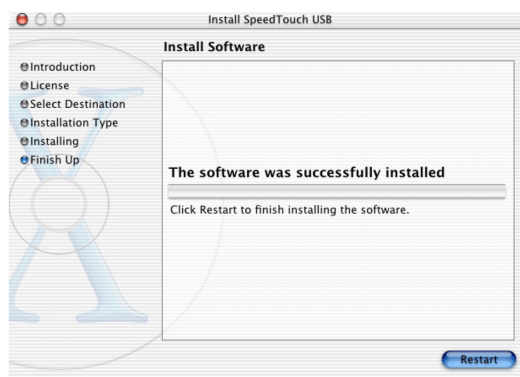 Install SpeedTouch USB
Install Software
Introduction
License
Select Destination
Installation Type
Installing
Finish Up
The software was successfully installed
Click Restart to finish installing the software.
Restart